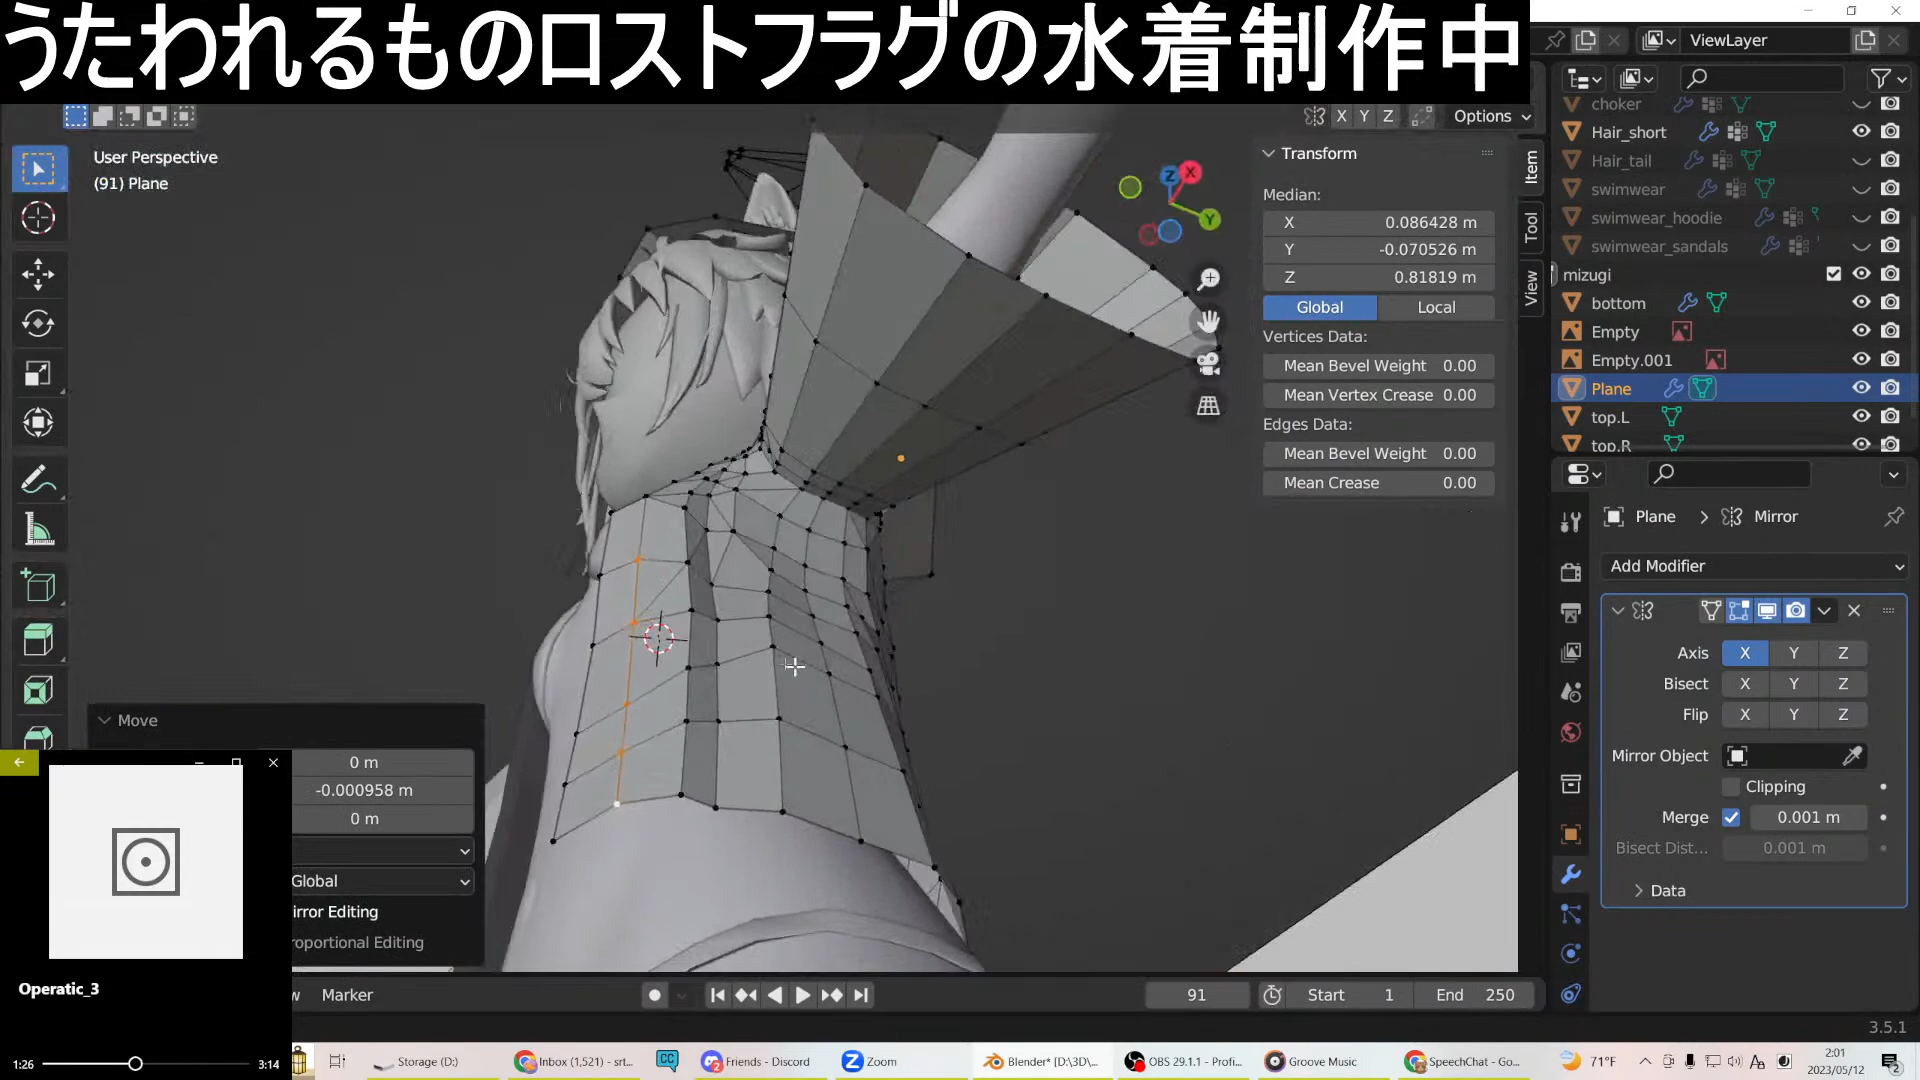 うたわれるものロストフラグの水着制作中
ViewLayer
X Y Z Options
User Perspective
(91) Plane
Transform
Median:
X 0.086428 m
Y -0.070526 m
Z 0.81819 m
Global Local
Vertices Data:
Mean Bevel Weight 0.00
Mean Vertex Crease 0.00
Edges Data:
Mean Bevel Weight 0.00
Mean Crease 0.00
Item
Tool
View
Z X Y
choker
Hair_short
Hair_tail
swimwear
swimwear_hoodie
swimwear_sandals
mizugi
bottom
Empty
Empty.001
Plane
top.L
top.R
Plane > Mirror
Add Modifier
Axis X Y Z
Bisect X Y Z
Flip X Y Z
Mirror Object
Clipping
Merge 0.001 m
Bisect Dist... 0.001 m
Data
Move
0 m
-0.000958 m
0 m
Global
irror Editing
roportional Editing
Operatic_3
1:26 3:14
w Marker
91 Start 1 End 250
3.5.1
Storage (D:)
Inbox (1,521) - srt...
CC
Friends - Discord
Zoom
Blender* [D:\3D\...
OBS 29.1.1 - Profi...
Groove Music
SpeechChat - Go...
71°F
2:01
2023/05/12
2